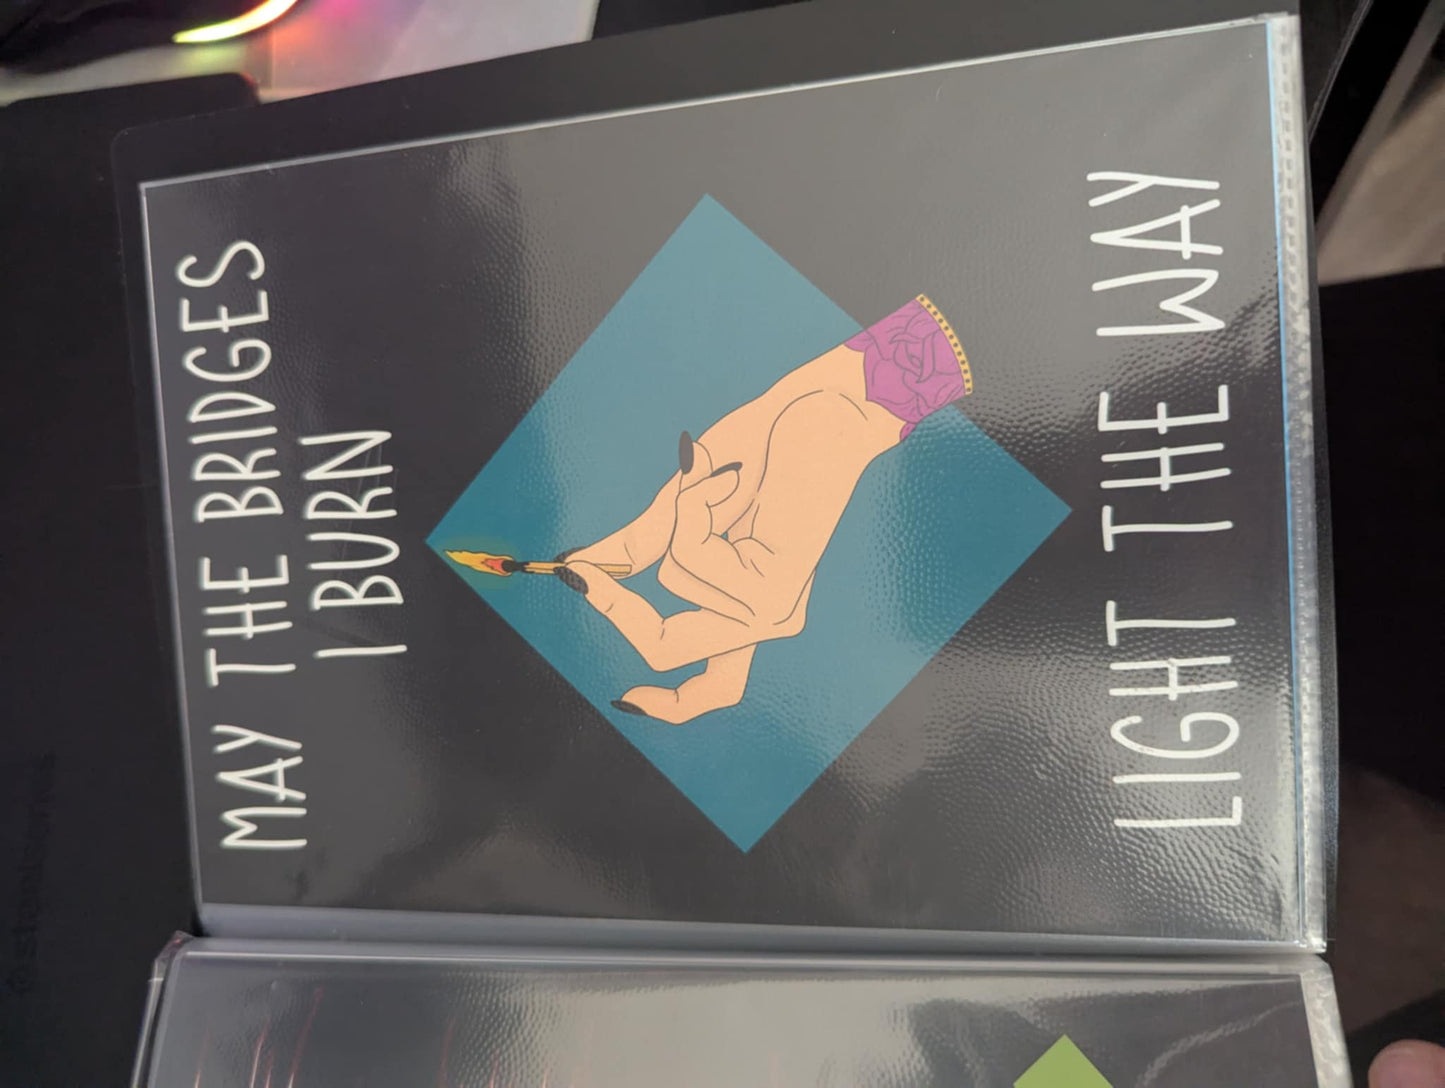 MAY THE BRIDGES
I BURN
LIGHT THE WAY